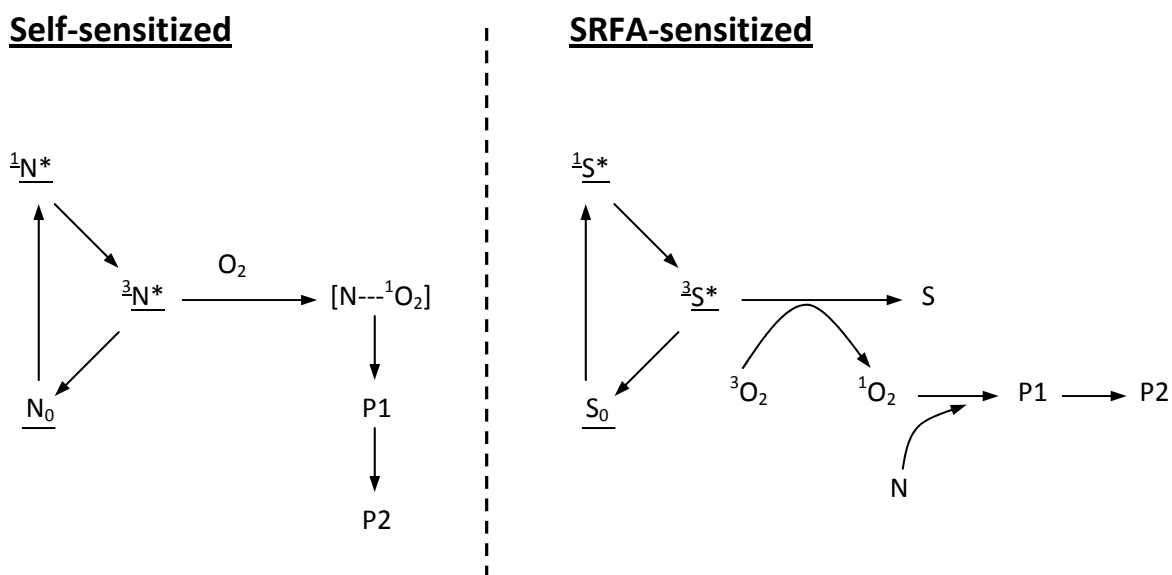 Self-sensitized
¹N*
³N*
O₂
[N---¹O₂]
N₀
P1
P2
SRFA-sensitized
¹S*
³S*
S
S₀
³O₂
¹O₂
P1
P2
N